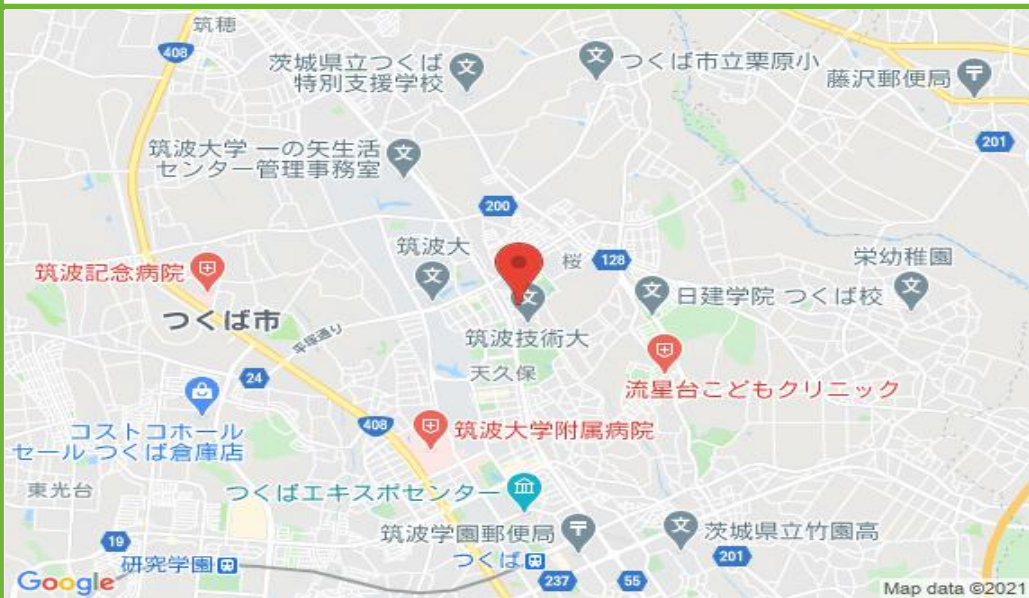 筑穂
408
茨城県立つくば
特別支援学校
つくば市立栗原小
藤沢郵便局
201
筑波大学 一の矢生活
センター管理事務室
200
筑波大
桜
128
栄幼稚園
筑波記念病院
日建学院 つくば校
つくば市
平塚通り
筑波技術大
天久保
24
流星台こどもクリニック
408
筑波大学附属病院
コストコホール
セール つくば倉庫店
東光台
つくばエキスポセンター
筑波学園郵便局
茨城県立竹園高
19
研究学園
つくば
201
237
55
Google
Map data ©2021